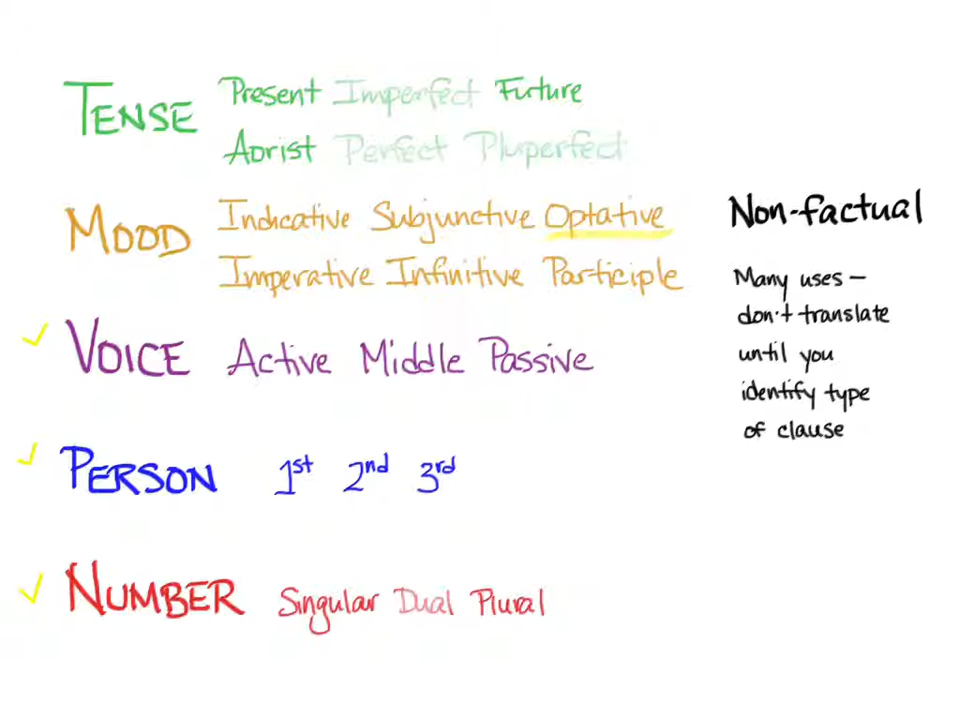 TENSE Present Imperfect Future
Aorist Perfect Pluperfect
MOOD Indicative Subjunctive Optative
Imperative Infinitive Participle
Non-factual
Many uses –
don't translate
until you
identify type
of clause
VOICE Active Middle Passive
PERSON 1st 2nd 3rd
NUMBER Singular Dual Plural